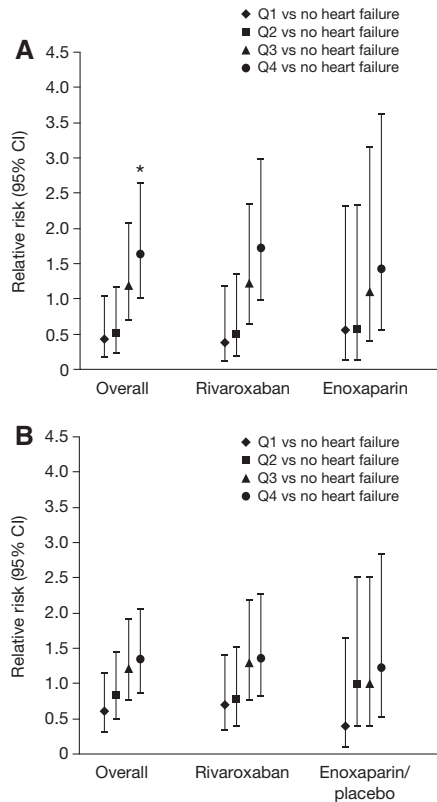 A
Q1 vs no heart failure
Q2 vs no heart failure
Q3 vs no heart failure
Q4 vs no heart failure
Relative risk (95% CI)
4.5
4.0
3.5
3.0
2.5
2.0
1.5
1.0
0.5
0
*
Overall
Rivaroxaban
Enoxaparin
B
Q1 vs no heart failure
Q2 vs no heart failure
Q3 vs no heart failure
Q4 vs no heart failure
Relative risk (95% CI)
4.5
4.0
3.5
3.0
2.5
2.0
1.5
1.0
0.5
0
Overall
Rivaroxaban
Enoxaparin/
placebo